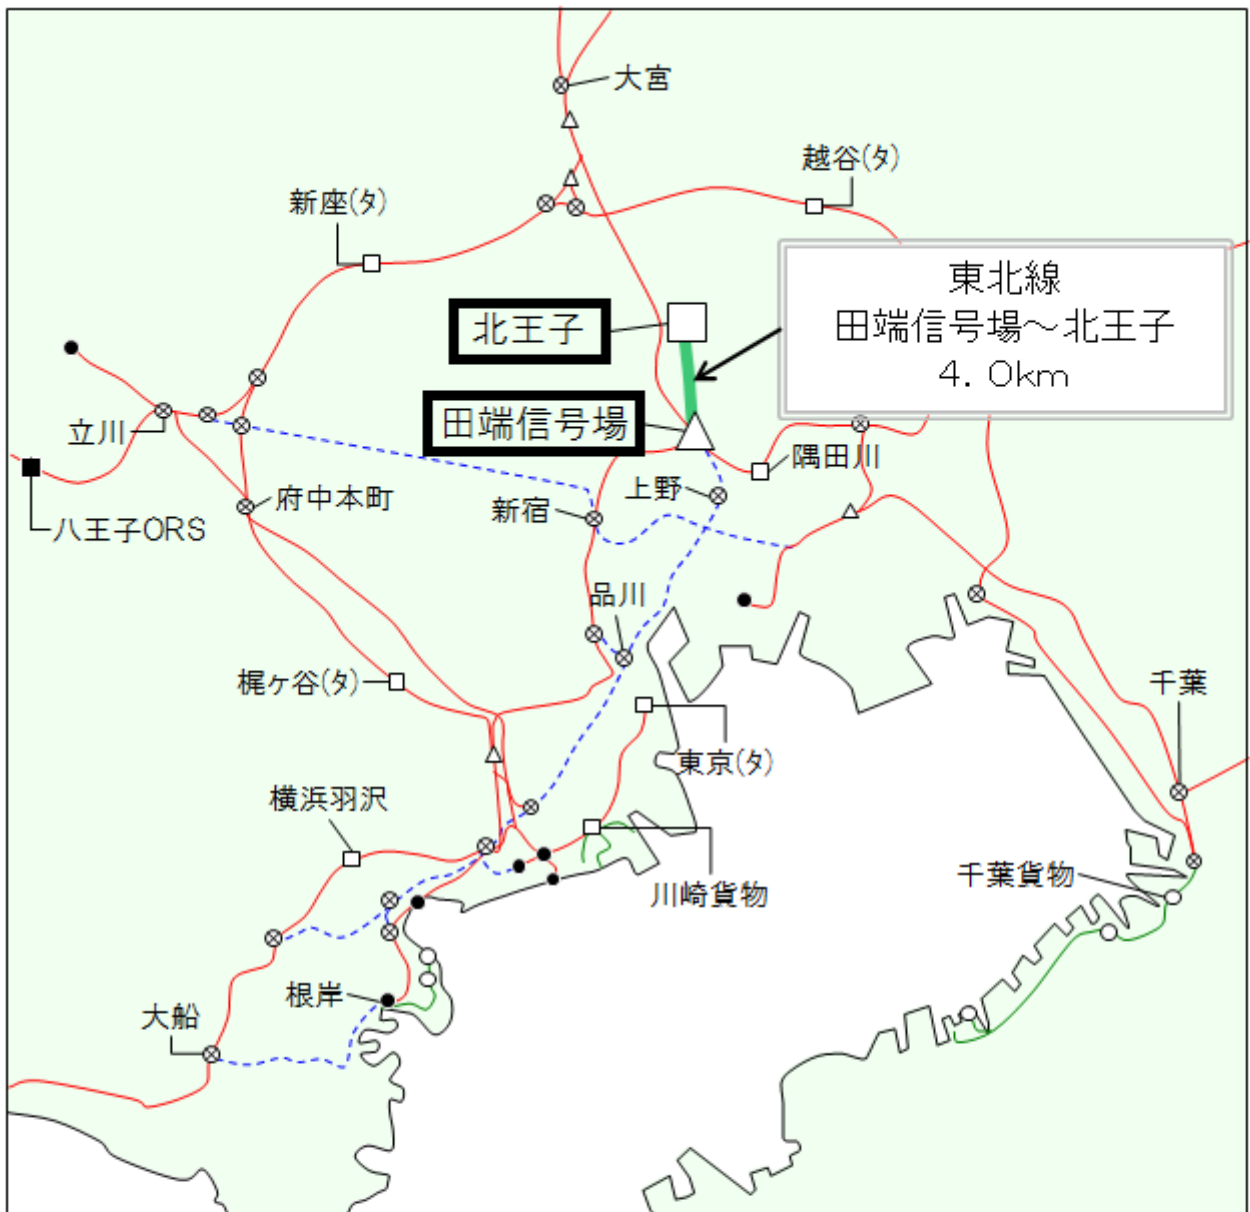 大宮
越谷(タ)
新座(タ)
東北線
田端信号場～北王子
4．0km
北王子
田端信号場
立川
隅田川
上野
新宿
府中本町
八王子ORS
品川
梶ヶ谷(タ)
千葉
東京(タ)
横浜羽沢
千葉貨物
川崎貨物
根岸
大船